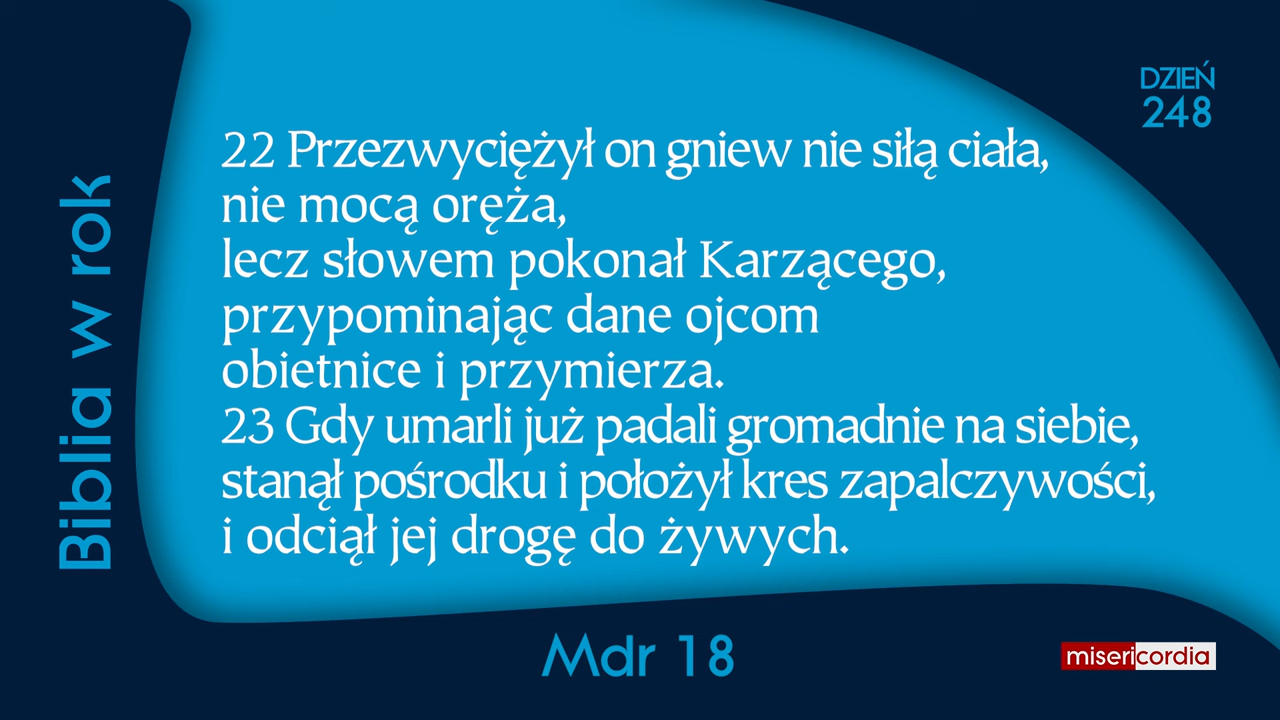 DZIEŃ
248
22 Przezwyciężył on gniew nie siłą ciała,
nie mocą oręża,
lecz słowem pokonał Karzącego,
przypominając dane ojcom
obietnice i przymierza.
23 Gdy umarli już padali gromadnie na siebie,
stanął pośrodku i położył kres zapalczywości,
i odciął jej drogę do żywych.
Biblia w rok
Mdr 18
misericordia